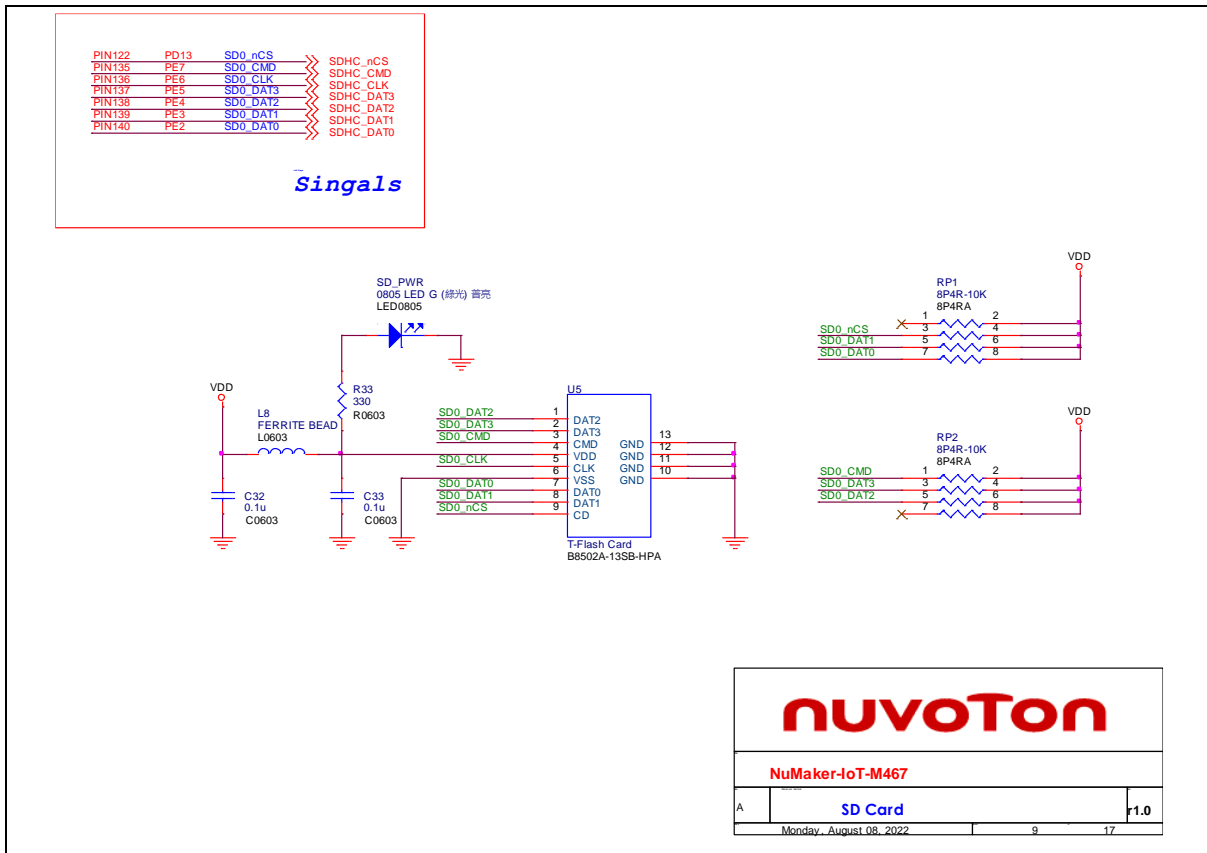 PIN122 PD13 SD0_nCS SDHC_nCS
PIN135 PE7 SD0_CMD SDHC_CMD
PIN136 PE6 SD0_CLK SDHC_CLK
PIN137 PE5 SD0_DAT3 SDHC_DAT3
PIN138 PE4 SD0_DAT2 SDHC_DAT2
PIN139 PE3 SD0_DAT1 SDHC_DAT1
PIN140 PE2 SD0_DAT0 SDHC_DAT0
Singals
SD_PWR
0805 LED G (綠光) 普亮
LED0805
R33
330
R0603
VDD
L8
FERRITE BEAD
L0603
C32
0.1u
C0603
C33
0.1u
C0603
U5
SD0_DAT2 1 DAT2
SD0_DAT3 2 DAT3
SD0_CMD 3 CMD
4 VDD
SD0_CLK 5 CLK
6 VSS
SD0_DAT0 7 DAT0
SD0_DAT1 8 DAT1
SD0_nCS 9 CD
GND 13
GND 12
GND 11
GND 10
T-Flash Card
B8502A-13SB-HPA
VDD
RP1
8P4R-10K
8P4RA
1 2
SD0_nCS 3 4
SD0_DAT1 5 6
SD0_DAT0 7 8
VDD
RP2
8P4R-10K
8P4RA
SD0_CMD 1 2
SD0_DAT3 3 4
SD0_DAT2 5 6
7 8
nuvoTon
NuMaker-IoT-M467
A SD Card r1.0
Monday, August 08, 2022 9 17